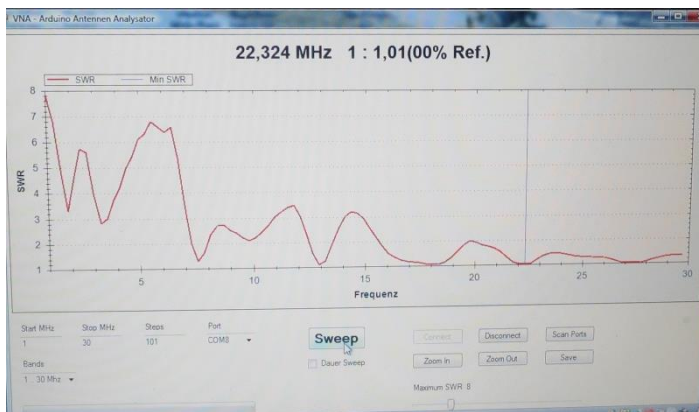 VNA - Arduino Antennen Analysator
22,324 MHz 1 : 1,01(00% Ref.)
SWR Min SWR
8
7
6
5
4
3
2
1
SWR
5 10 15 20 25 30
Frequenz
Start MHz Stop MHz Steps Port
1 30 101 COM8
Sweep
Connect Disconnect Scan Ports
Bands
Dauer Sweep
Zoom In Zoom Out Save
1 . 30 Mhz
Maximum SWR 8